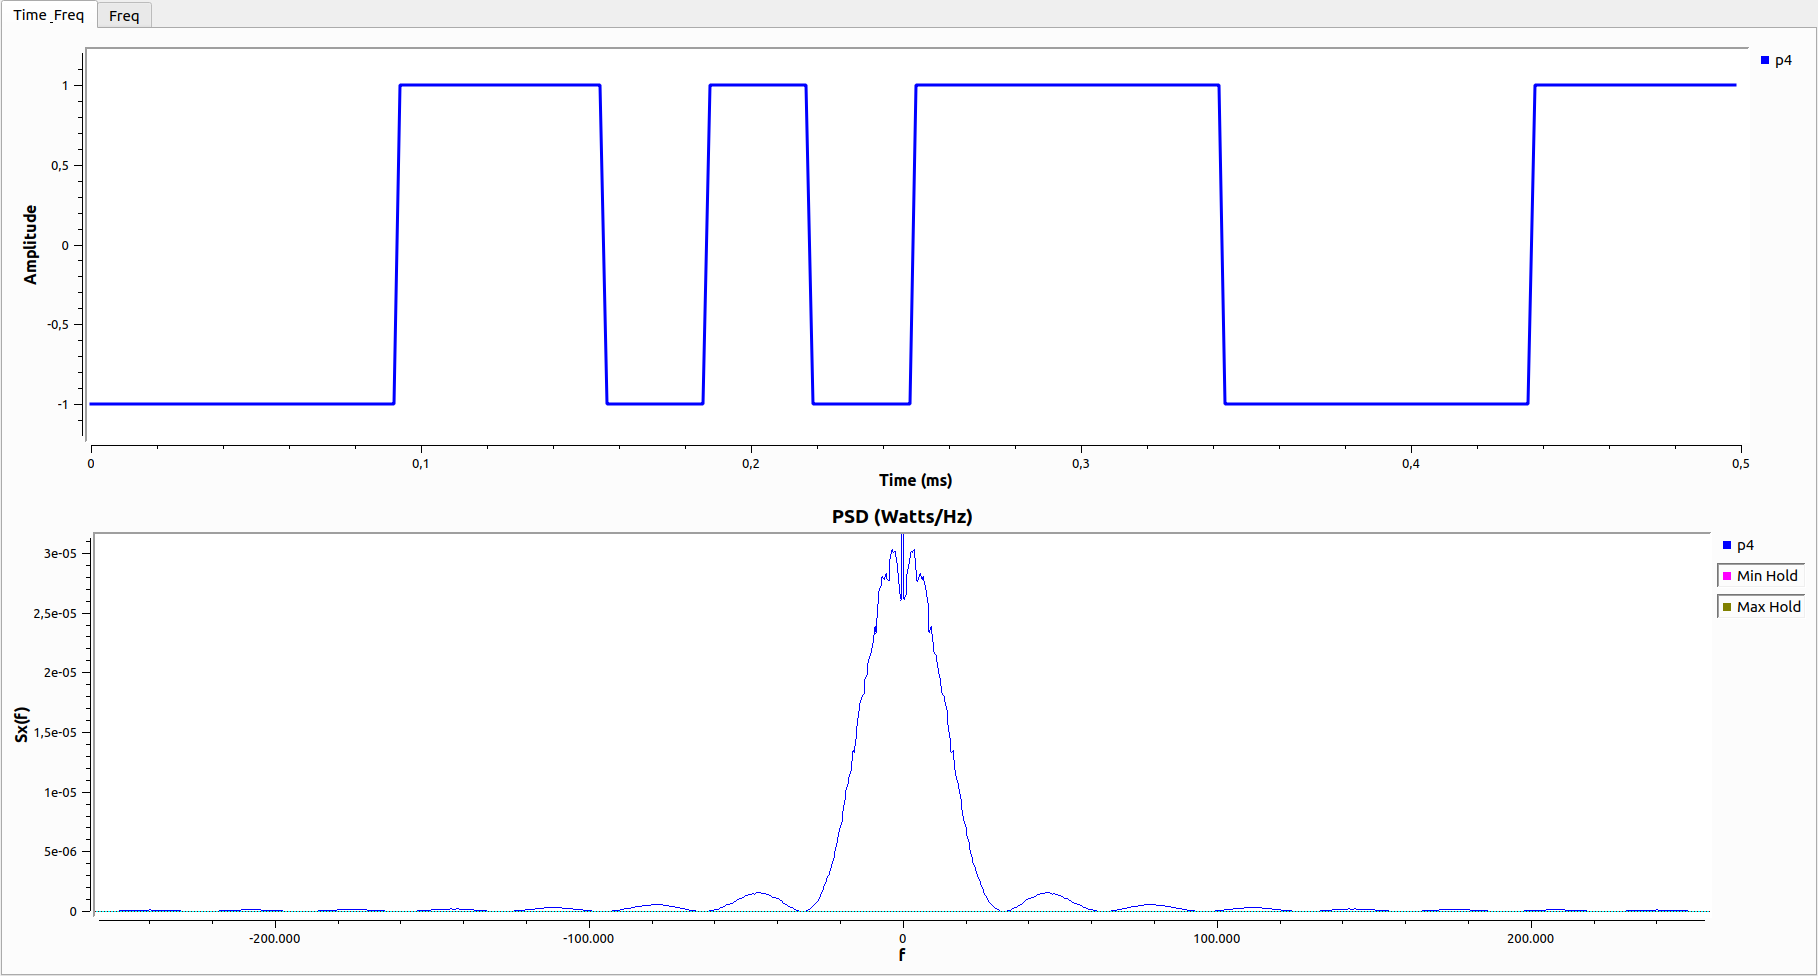 Time_Freq
Freq
p4
1
0,5
0
-0,5
-1
Amplitude
0
0,1
0,2
0,3
0,4
0,5
Time (ms)
PSD (Watts/Hz)
p4
Min Hold
Max Hold
3e-05
2,5e-05
2e-05
1,5e-05
1e-05
5e-06
0
Sx(f)
-200.000
-100.000
0
100.000
200.000
f